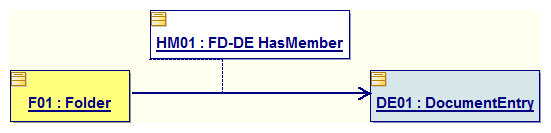 HM01 : FD-DE HasMember
F01 : Folder
DE01 : DocumentEntry